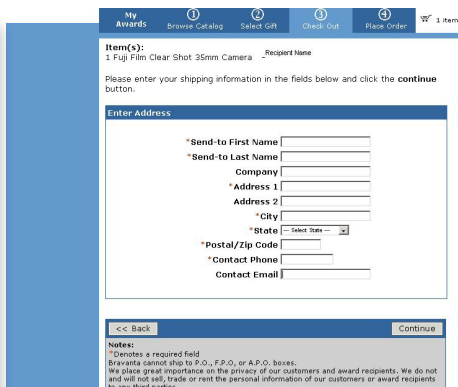 My Awards
1 Browse Catalog
2 Select Gift
3 Check Out
4 Place Order
1 item
Item(s):
1 Fuji Film Clear Shot 35mm Camera - Recipient Name
Please enter your shipping information in the fields below and click the continue
button.
Enter Address
*Send-to First Name
*Send-to Last Name
Company
*Address 1
Address 2
*City
*State --- Select State ---
*Postal/Zip Code
*Contact Phone
Contact Email
<< Back
Continue
Notes:
*Denotes a required field
Bravanta cannot ship to P.O., F.P.O, or A.P.O. boxes.
We place great importance on the privacy of our customers and award recipients. We do not
and will not sell, trade or rent the personal information of our customers or award recipients
to any third parties